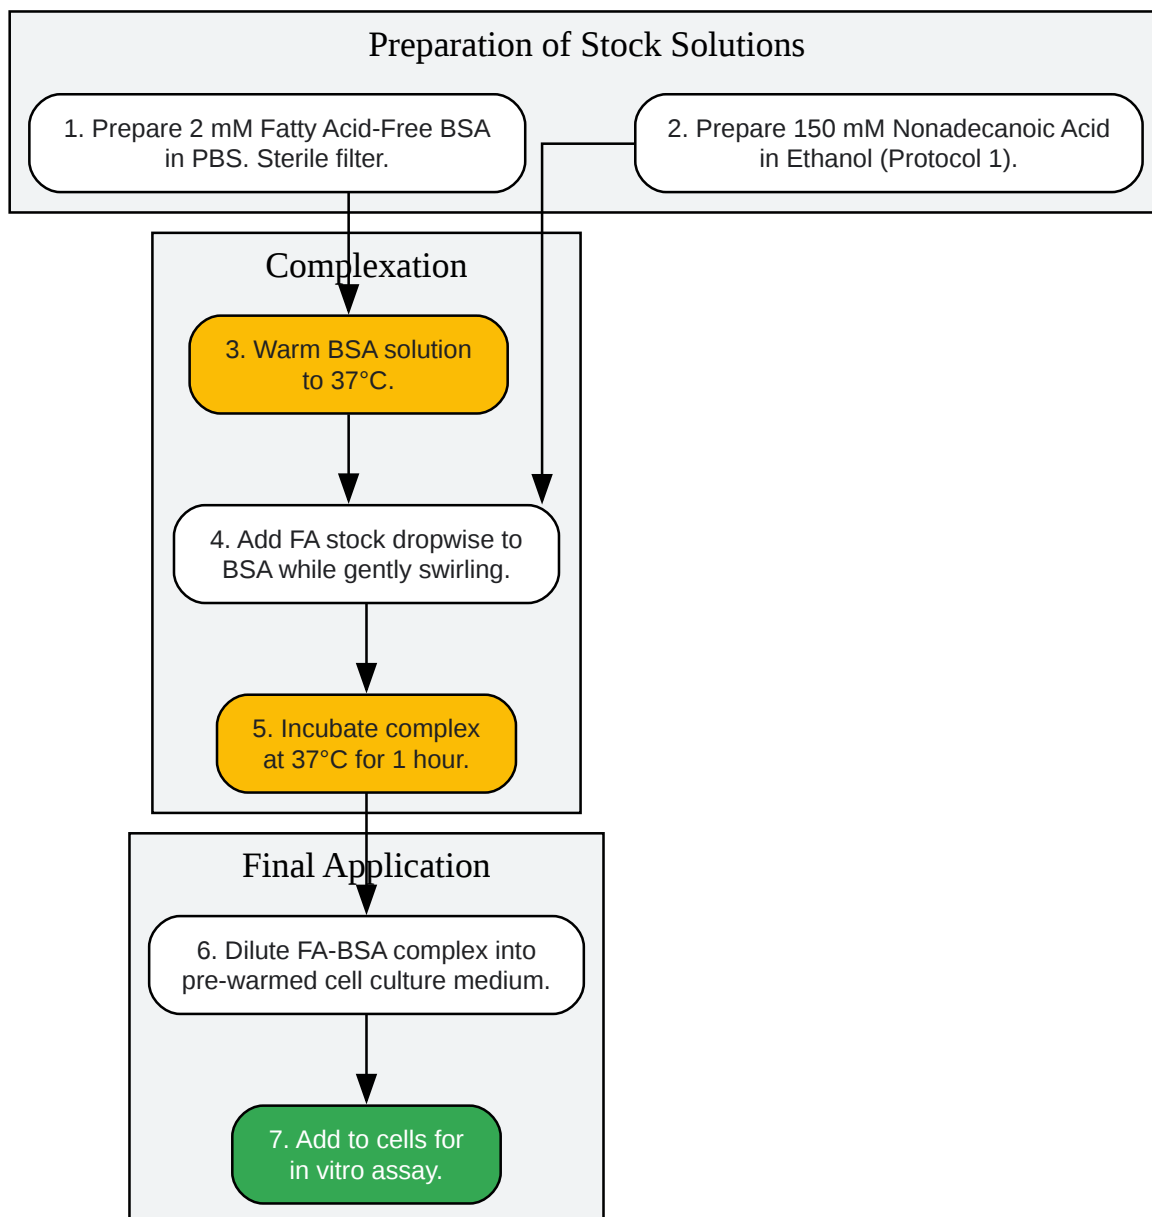 Preparation of Stock Solutions
1. Prepare 2 mM Fatty Acid-Free BSA
in PBS. Sterile filter.
2. Prepare 150 mM Nonadecanoic Acid
in Ethanol (Protocol 1).
Complexation
3. Warm BSA solution
to 37°C.
4. Add FA stock dropwise to
BSA while gently swirling.
5. Incubate complex
at 37°C for 1 hour.
Final Application
6. Dilute FA-BSA complex into
pre-warmed cell culture medium.
7. Add to cells for
in vitro assay.